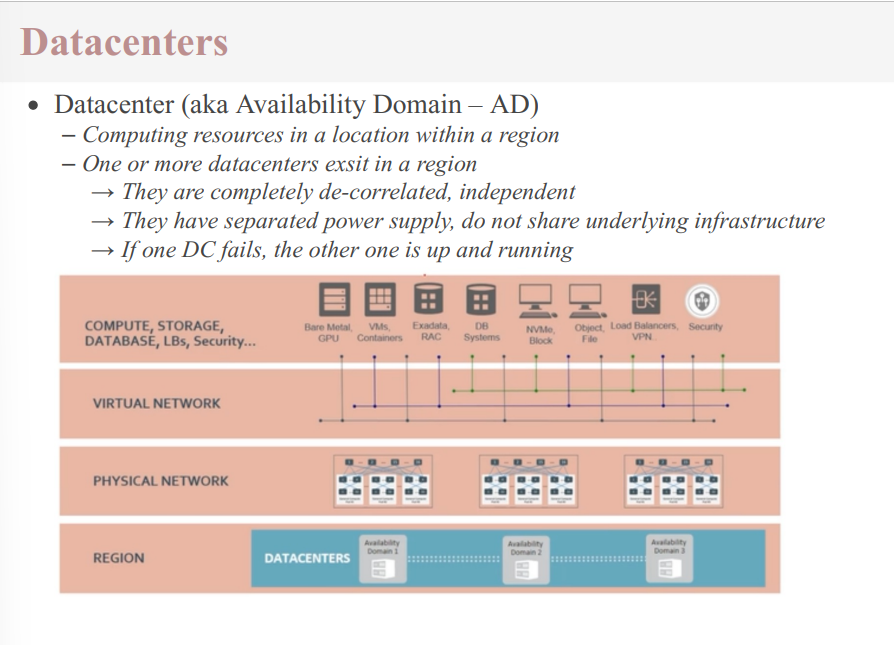 Datacenters
• Datacenter (aka Availability Domain – AD)
– Computing resources in a location within a region
– One or more datacenters exsit in a region
→ They are completely de-correlated, independent
→ They have separated power supply, do not share underlying infrastructure
→ If one DC fails, the other one is up and running
COMPUTE, STORAGE,
DATABASE, LBs, Security...
Bare Metal,
GPU
VMs,
Containers
Exadata,
RAC
DB
Systems
NVMe,
Block
Object,
File
Load Balancers,
VPN..
Security
VIRTUAL NETWORK
PHYSICAL NETWORK
REGION
DATACENTERS
Availability
Domain 1
Availability
Domain 2
Availability
Domain 3